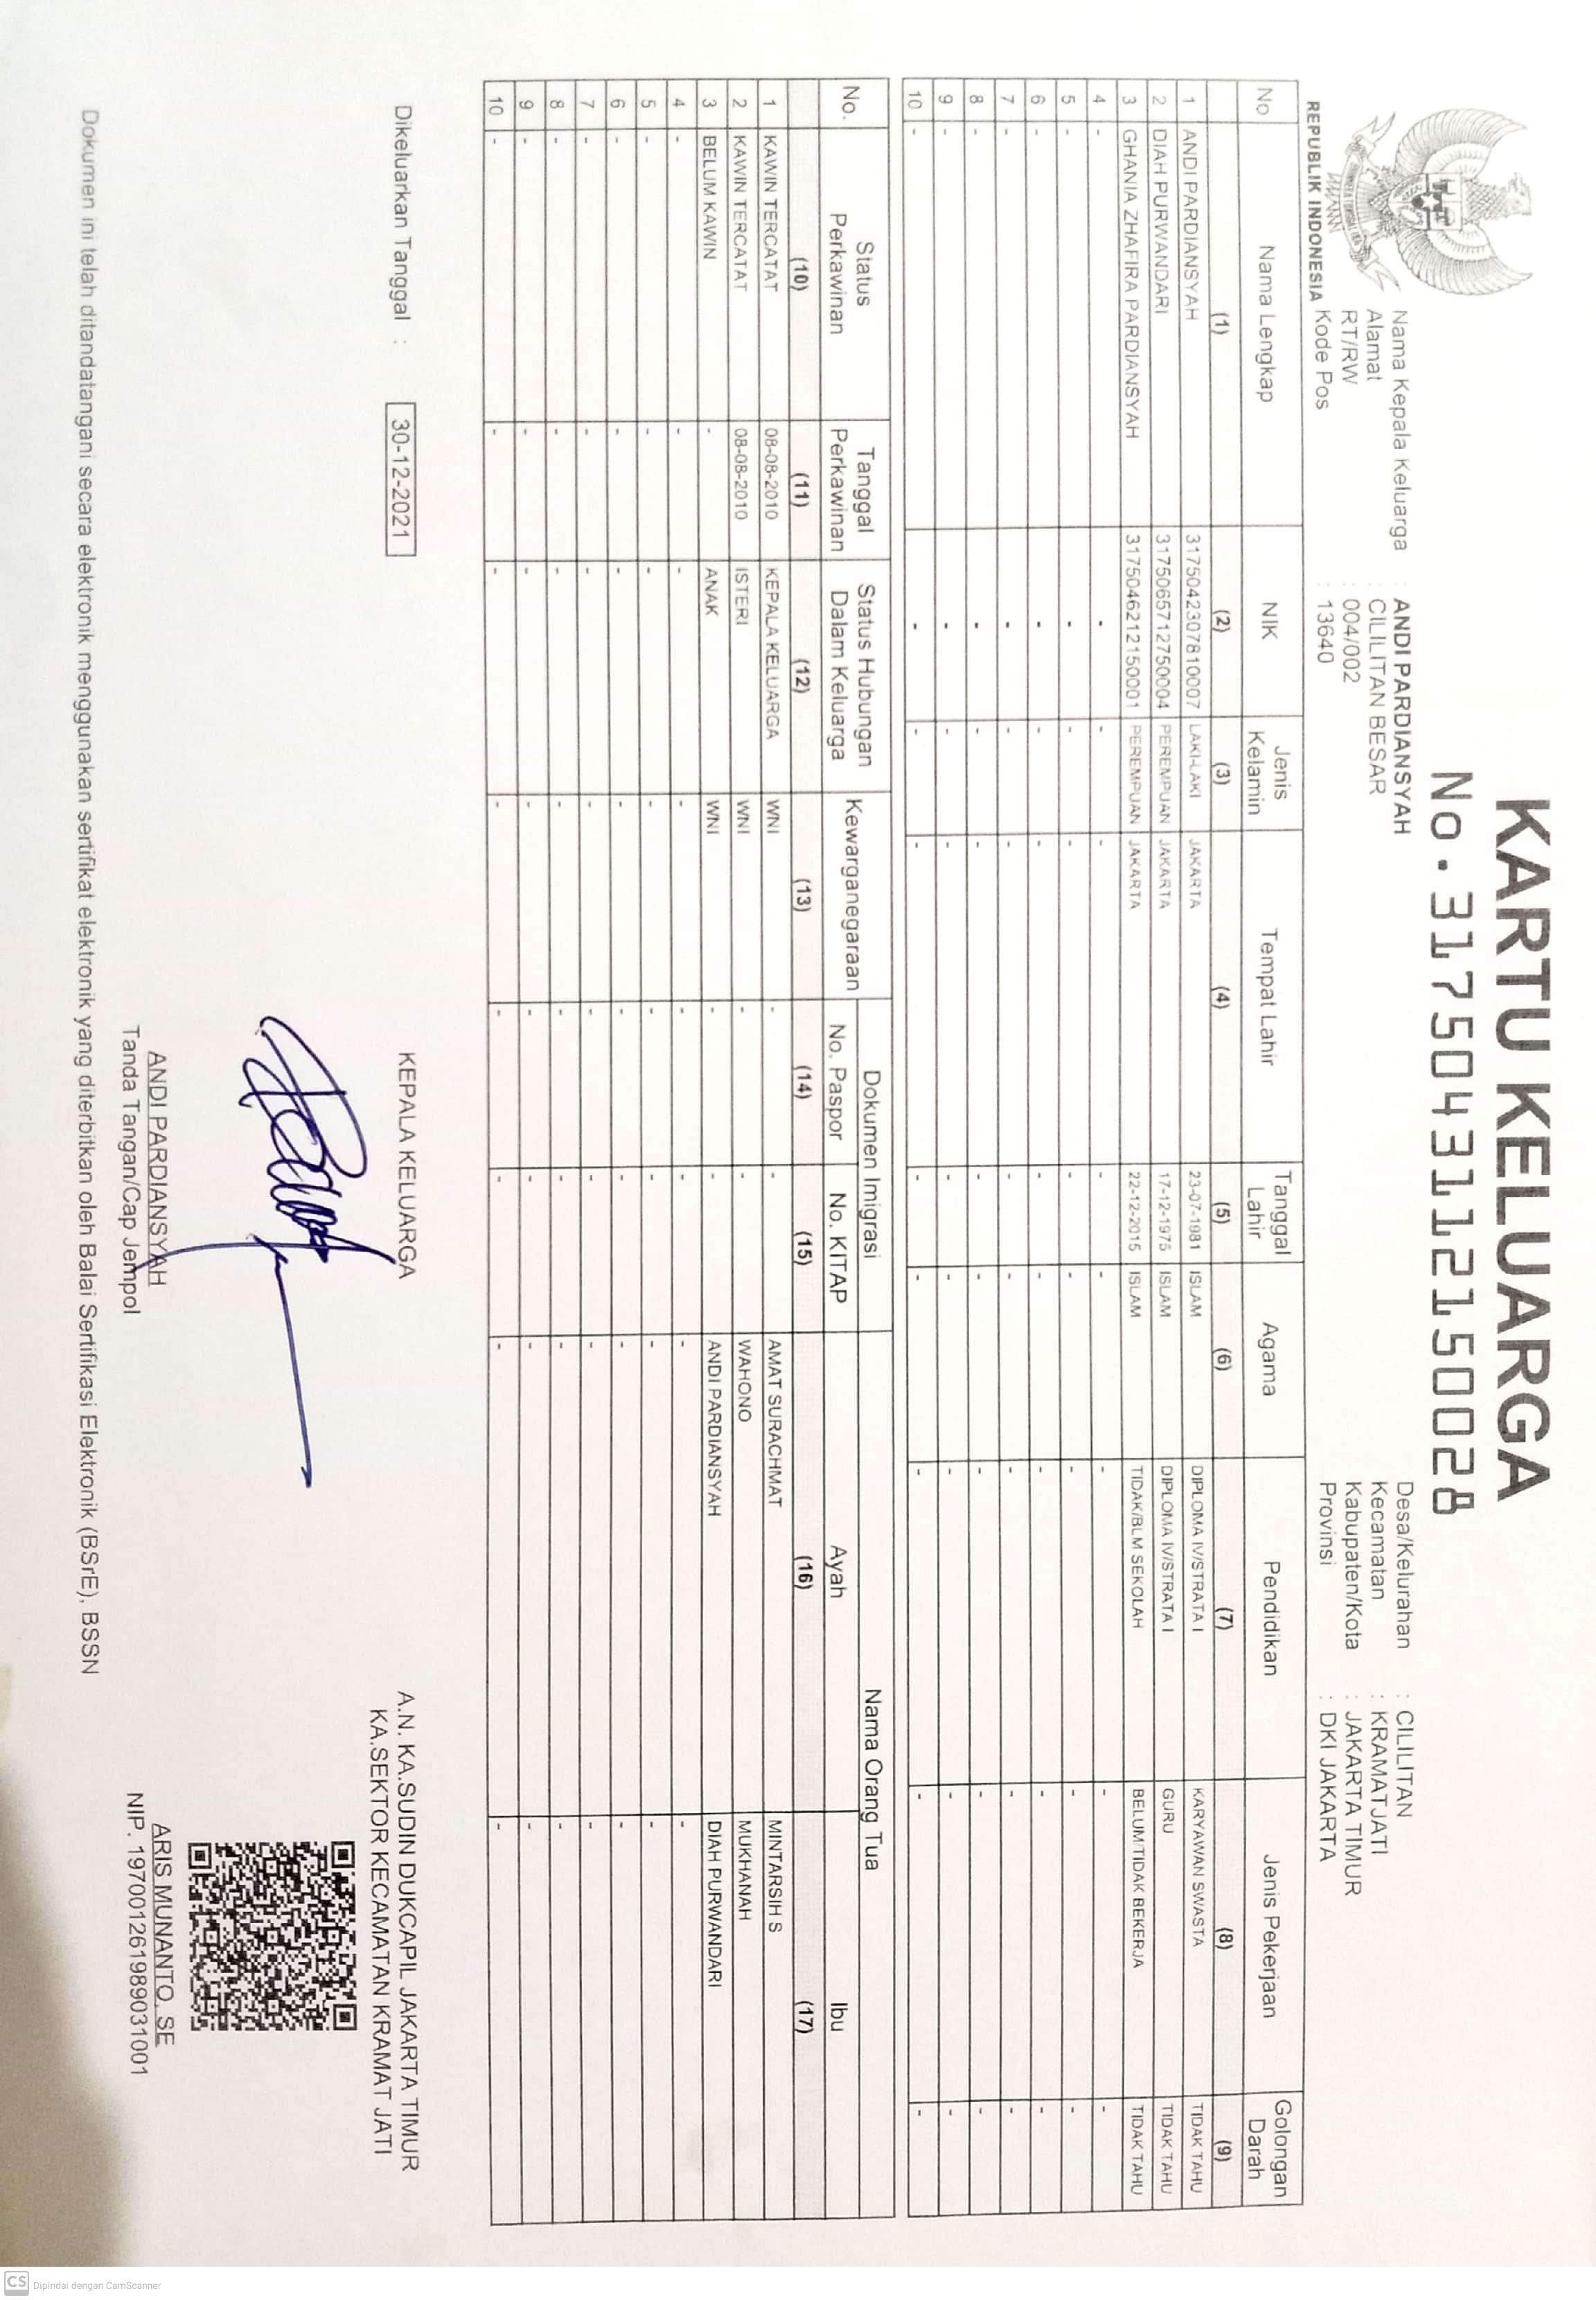 KARTU KELUARGA
No. 3175043112150028
REPUBLIK INDONESIA
Nama Kepala Keluarga : ANDI PARDIANSYAH
Alamat : CILILITAN BESAR
RT/RW : 004/002
Kode Pos : 13640
Desa/Kelurahan : CILILITAN
Kecamatan : KRAMATJATI
Kabupaten/Kota : JAKARTA TIMUR
Provinsi : DKI JAKARTA
No Nama Lengkap NIK Jenis Kelamin Tempat Lahir Tanggal Lahir Agama Pendidikan Jenis Pekerjaan Golongan Darah
(1) (2) (3) (4) (5) (6) (7) (8) (9)
1 ANDI PARDIANSYAH 3175042307810007 LAKI-LAKI JAKARTA 23-07-1981 ISLAM DIPLOMA IV/STRATA I KARYAWAN SWASTA TIDAK TAHU
2 DIAH PURWANDARI 3175065712750004 PEREMPUAN JAKARTA 17-12-1975 ISLAM DIPLOMA IV/STRATA I GURU TIDAK TAHU
3 GHANIA ZHAFIRA PARDIANSYAH 3175046212150001 PEREMPUAN JAKARTA 22-12-2015 ISLAM TIDAK/BLM SEKOLAH BELUM/TIDAK BEKERJA TIDAK TAHU
4 - - - - - - - - -
5 - - - - - - - - -
6 - - - - - - - - -
7 - - - - - - - - -
8 - - - - - - - - -
9 - - - - - - - - -
10 - - - - - - - - -
No. Status Perkawinan Tanggal Perkawinan Status Hubungan Dalam Keluarga Kewarganegaraan Dokumen Imigrasi Nama Orang Tua
No. Paspor No. KITAP Ayah Ibu
(10) (11) (12) (13) (14) (15) (16) (17)
1 KAWIN TERCATAT 08-08-2010 KEPALA KELUARGA WNI - - AMAT SURACHMAT MINTARSIH S
2 KAWIN TERCATAT 08-08-2010 ISTERI WNI - - WAHONO MUKHANAH
3 BELUM KAWIN - ANAK WNI - - ANDI PARDIANSYAH DIAH PURWANDARI
4 - - - - - - - -
5 - - - - - - - -
6 - - - - - - - -
7 - - - - - - - -
8 - - - - - - - -
9 - - - - - - - -
10 - - - - - - - -
Dikeluarkan Tanggal : 30-12-2021
KEPALA KELUARGA
ANDI PARDIANSYAH
Tanda Tangan/Cap Jempol
A.N. KA.SUDIN DUKCAPIL JAKARTA TIMUR
KA.SEKTOR KECAMATAN KRAMAT JATI
ARIS MUNANTO, SE
NIP. 197001261989031001
Dokumen ini telah ditandatangani secara elektronik menggunakan sertifikat elektronik yang diterbitkan oleh Balai Sertifikasi Elektronik (BSrE), BSSN
CS Dipindai dengan CamScanner